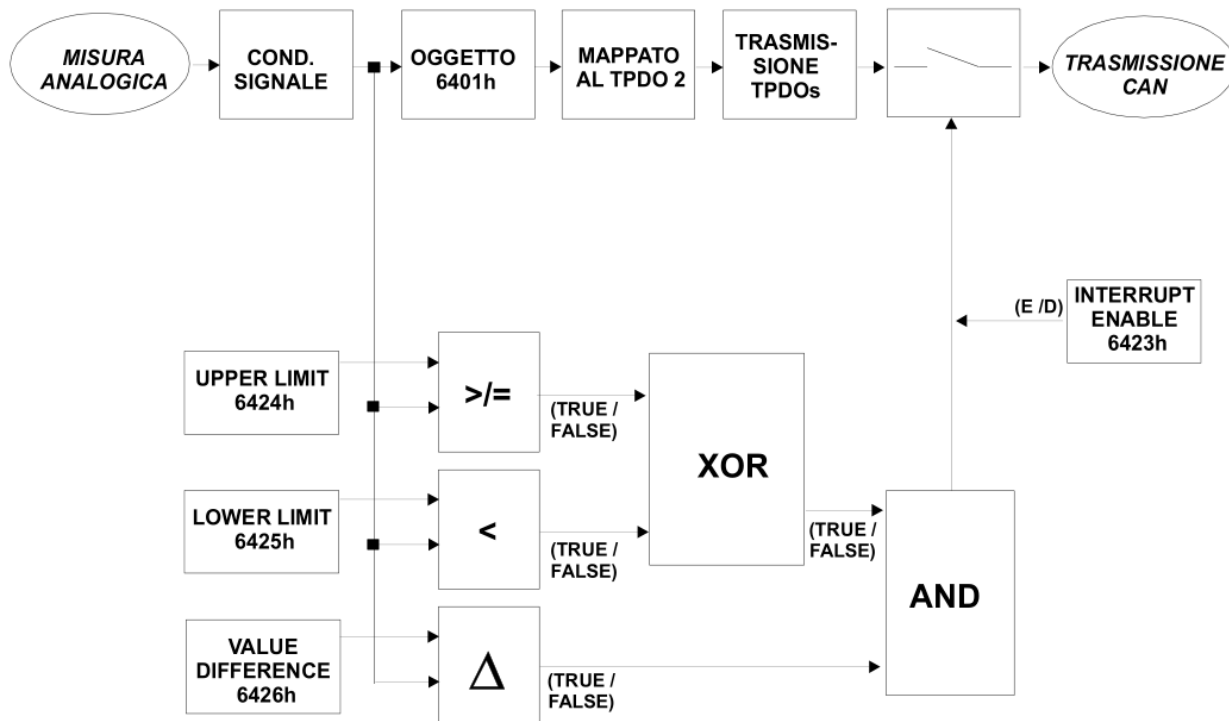 MISURA
ANALOGICA
COND.
SIGNALE
OGGETTO
6401h
MAPPATO
AL TPDO 2
TRASMIS-
SIONE
TPDOs
TRASMISSIONE
CAN
(E /D)
INTERRUPT
ENABLE
6423h
UPPER LIMIT
6424h
>/=
(TRUE /
FALSE)
XOR
LOWER LIMIT
6425h
<
(TRUE /
FALSE)
(TRUE /
FALSE)
AND
VALUE
DIFFERENCE
6426h
Δ
(TRUE /
FALSE)